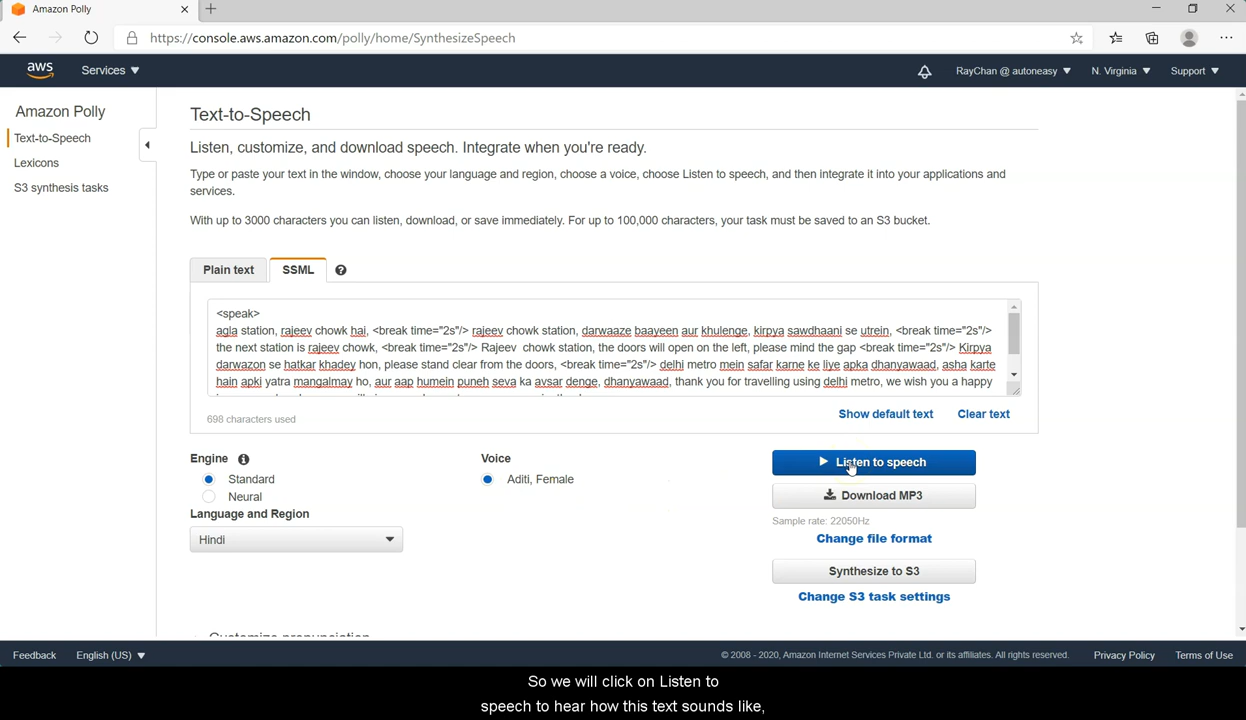 Amazon Polly
https://console.aws.amazon.com/polly/home/SynthesizeSpeech
aws Services RayChan @ autoneasy N. Virginia Support
Amazon Polly
Text-to-Speech
Lexicons
S3 synthesis tasks
Text-to-Speech
Listen, customize, and download speech. Integrate when you're ready.
Type or paste your text in the window, choose your language and region, choose a voice, choose Listen to speech, and then integrate it into your applications and
services.
With up to 3000 characters you can listen, download, or save immediately. For up to 100,000 characters, your task must be saved to an S3 bucket.
Plain text SSML ?
<speak>
agla station, rajeev chowk hai, <break time="2s"/> rajeev chowk station, darwaaze baayeen aur khulenge, kirpya sawdhaani se utrein, <break time="2s"/>
the next station is rajeev chowk, <break time="2s"/> Rajeev chowk station, the doors will open on the left, please mind the gap <break time="2s"/> Kirpya
darwazon se hatkar khadey hon, please stand clear from the doors, <break time="2s"/> delhi metro mein safar karne ke liye apka dhanyawaad, asha karte
hain apki yatra mangalmay ho, aur aap humein puneh seva ka avsar denge, dhanyawaad, thank you for travelling using delhi metro, we wish you a happy
698 characters used
Show default text Clear text
Engine
Standard
Neural
Language and Region
Hindi
Voice
Aditi, Female
Listen to speech
Download MP3
Sample rate: 22050Hz
Change file format
Synthesize to S3
Change S3 task settings
Customize pronunciation
Feedback English (US) © 2008 - 2020, Amazon Internet Services Private Ltd. or its affiliates. All rights reserved. Privacy Policy Terms of Use
So we will click on Listen to
speech to hear how this text sounds like,